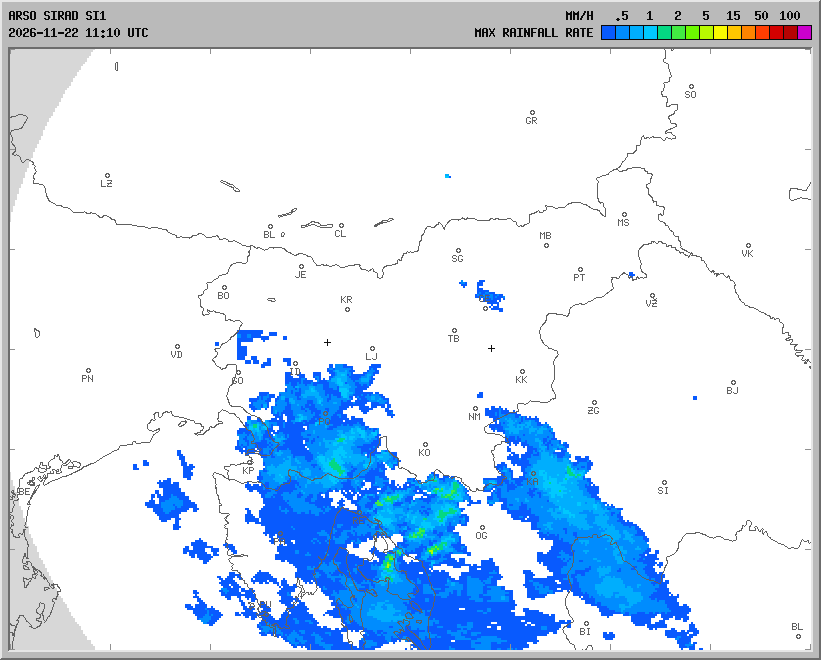 ARSO SIRAD SI1
2026-11-22 11:10 UTC
MM/H .5 1 2 5 15 50 100
MAX RAINFALL RATE
SO
GR
LZ
MS
BL CL
MB
VK
SG
JE
PT
BO
KR
VŽ
TB
VD
LJ
ID
PN
GO
KK
BJ
NM
ZG
KO
KP
BE
SI
OG
BI
BL